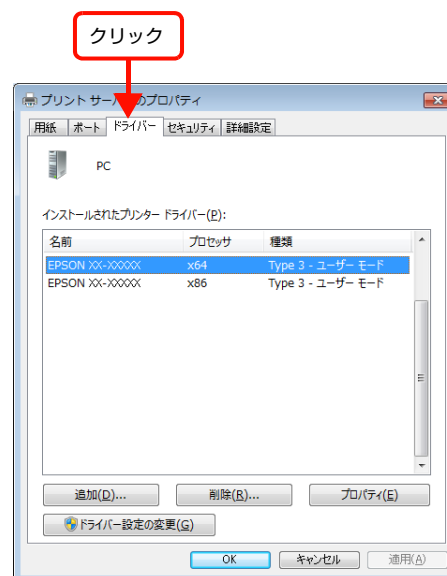 クリック
プリント サーバーのプロパティ
用紙 ポート ドライバー セキュリティ 詳細設定
PC
インストールされたプリンター ドライバー(P):
名前 プロセッサ 種類
EPSON XX-XXXXX x64 Type 3 - ユーザー モード
EPSON XX-XXXXX x86 Type 3 - ユーザー モード
追加(D)... 削除(R)... プロパティ(E)
ドライバー設定の変更(G)
OK キャンセル 適用(A)